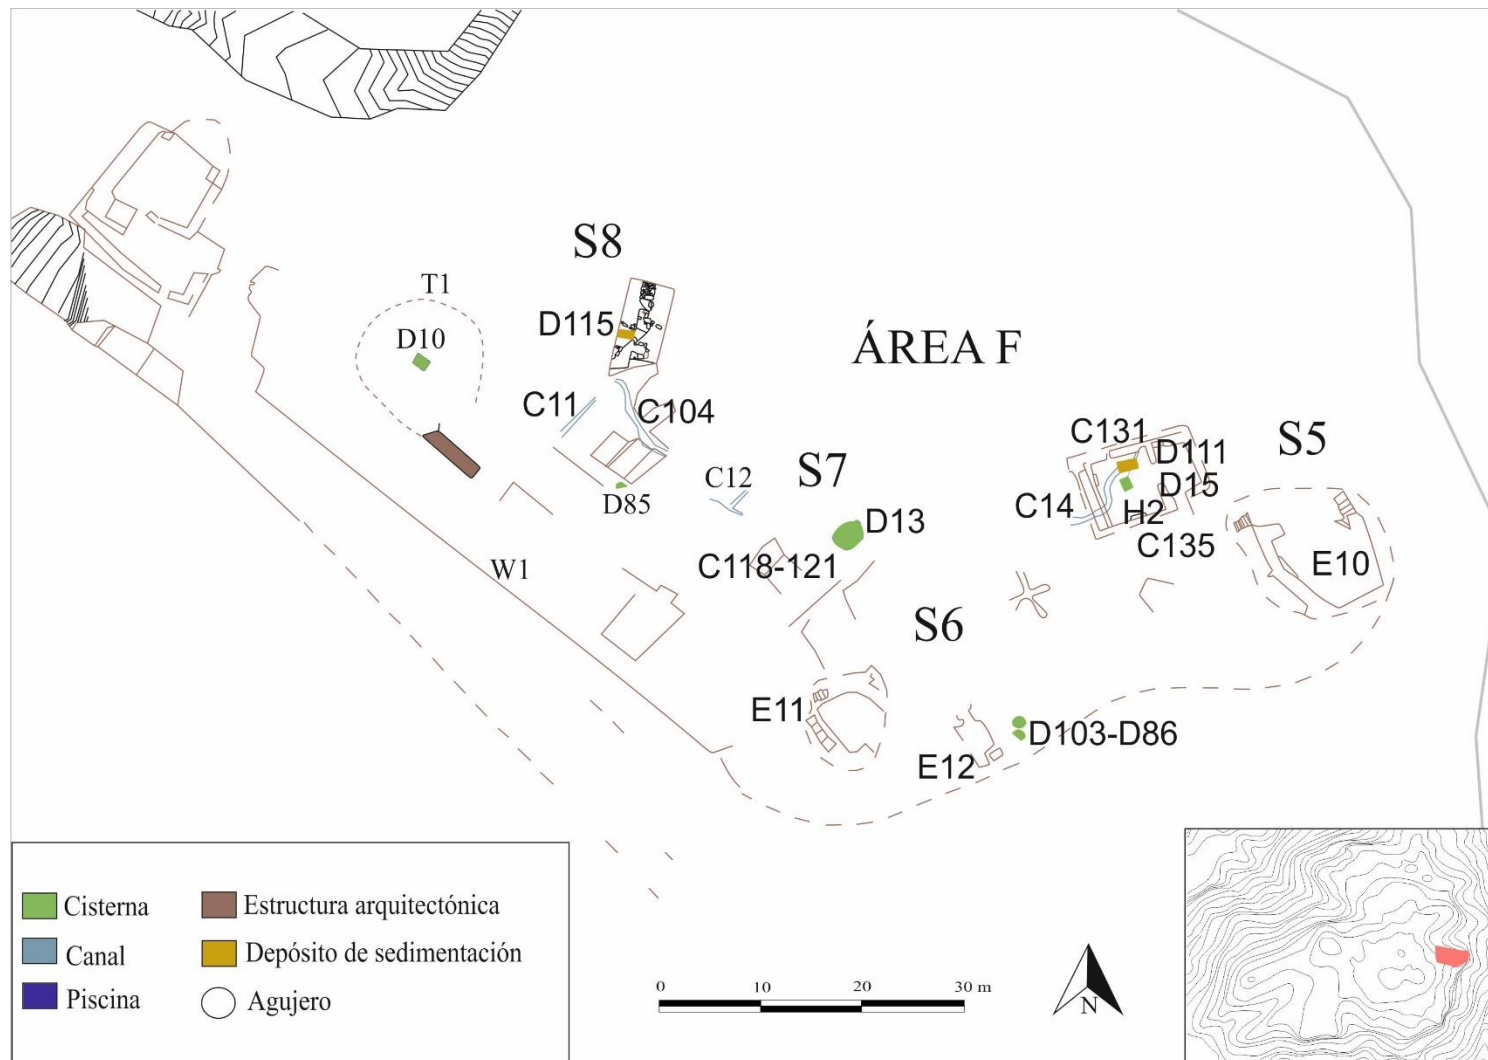 S8
T1
D115
D10
ÁREA F
C11
C104
C131
D111
S5
S7
C12
D15
D85
D13
C14
H2
C135
E10
C118-121
W1
S6
E11
D103-D86
E12
Cisterna
Estructura arquitectónica
Canal
Depósito de sedimentación
Piscina
Agujero
0 10 20 30 m
N